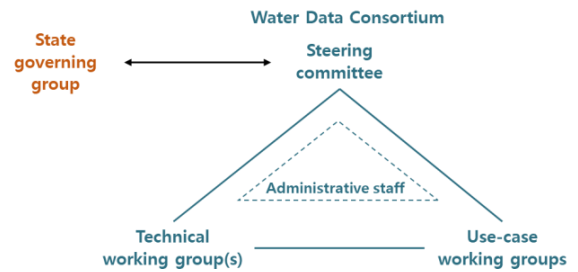 Water Data Consortium
State
governing
group
Steering
committee
Administrative staff
Technical
working group(s)
Use-case
working groups